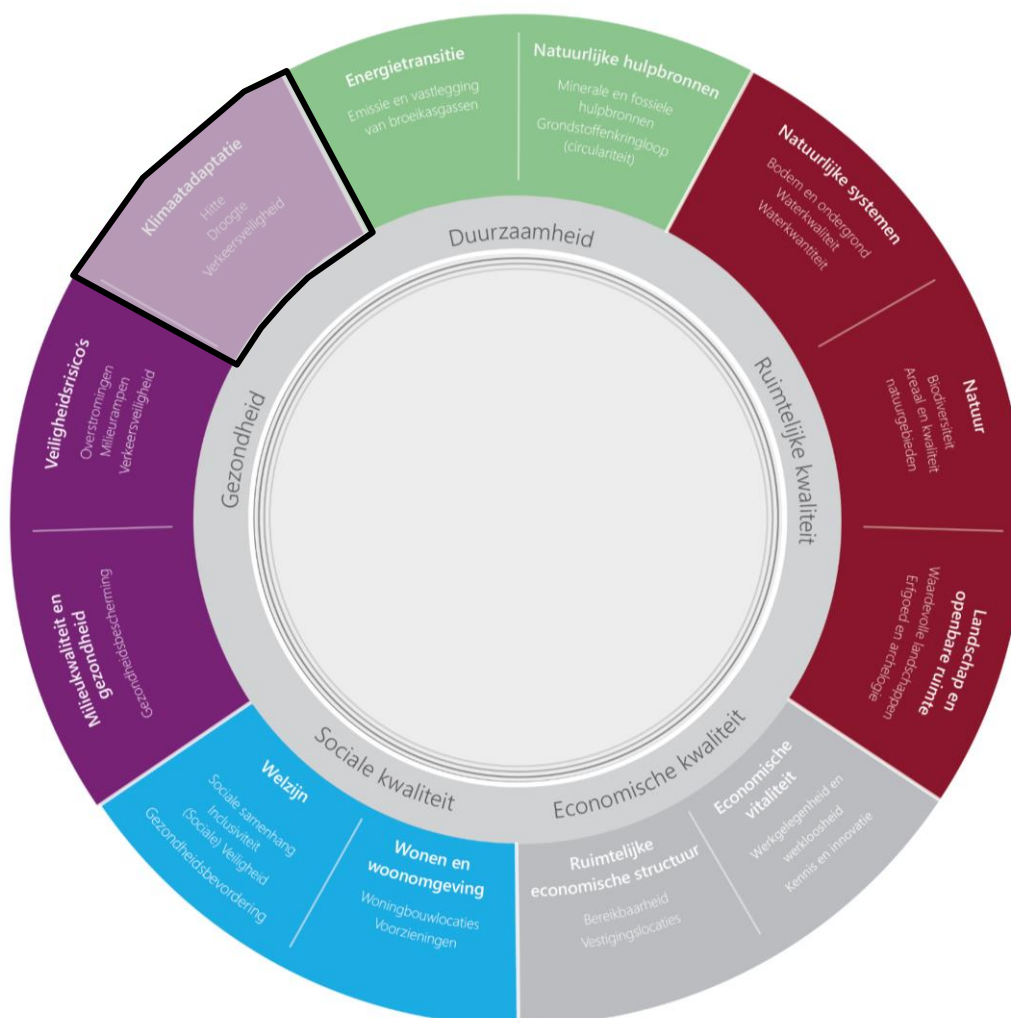 Energietransitie
Emissie en vastlegging
van broeikasgassen
Natuurlijke hulpbronnen
Minerale en fossiele
hulpbronnen
Grondstoffenkringloop
(circulariteit)
Natuurlijke systemen
Bodem en ondergrond
Waterkwaliteit
Waterkwantiteit
Natuur
Biodiversiteit
Areaal en kwaliteit
natuurgebieden
Landschap en
openbare ruimte
Waardevolle landschappen
Erfgoed en archelogie
Economische
vitaliteit
Werkgelegenheid en
werkloosheid
Kennis en innovatie
Ruimtelijke
economische structuur
Bereikbaarheid
Vestigingslocaties
Wonen en
woonomgeving
Woningbouwlocaties
Voorzieningen
Welzijn
Sociale samenhang
Inclusiviteit
(Sociale) Veiligheid
Gezondheidsbevordering
Milieukwaliteit en
gezondheid
Gezondheidsbescherming
Veiligheidsrisico's
Overstromingen
Milieurampen
Verkeersveiligheid
Klimaatadaptatie
Hitte
Droogte
Verkeersveiligheid
Duurzaamheid
Ruimtelijke kwaliteit
Economische kwaliteit
Sociale kwaliteit
Gezondheid